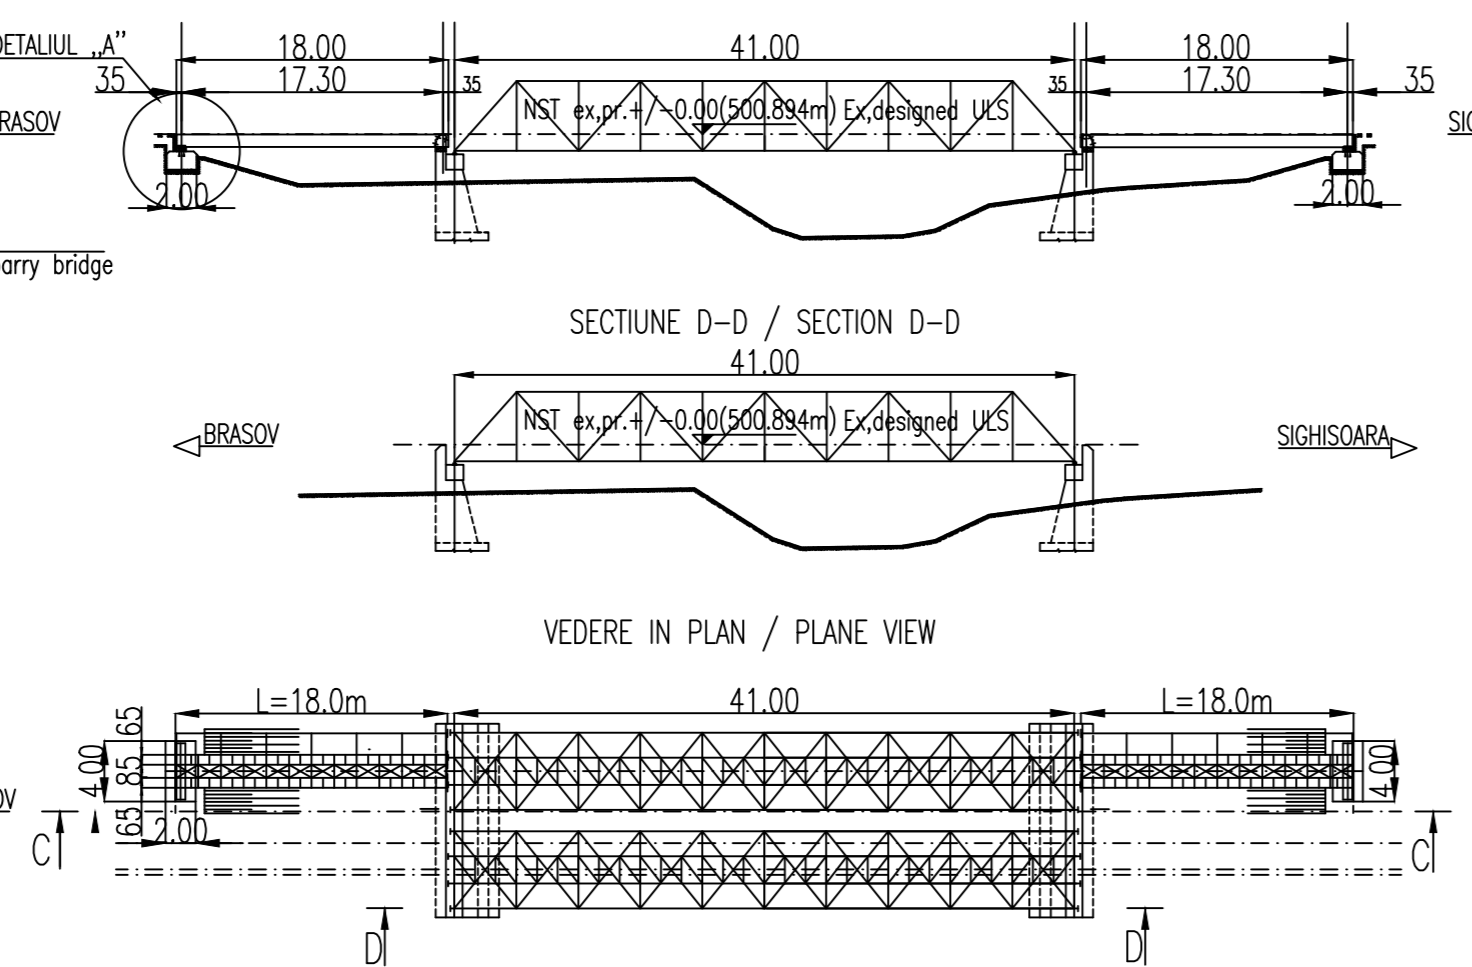 DETALIUL „A”
18.00 41.00 18.00
35 17.30 35 35 17.30 35
NST ex,pr.+/-0.00(500.894m) Ex,designed ULS
2.00 2.00
bridge
SECTIUNE D-D / SECTION D-D
41.00
NST ex,pr.+/-0.00(500.894m) Ex,designed ULS
BRASOV SIGHISOARA
VEDERE IN PLAN / PLANE VIEW
L=18.0m 41.00 L=18.0m
65
4.00 85 4.00
65 2.00
C C
D D